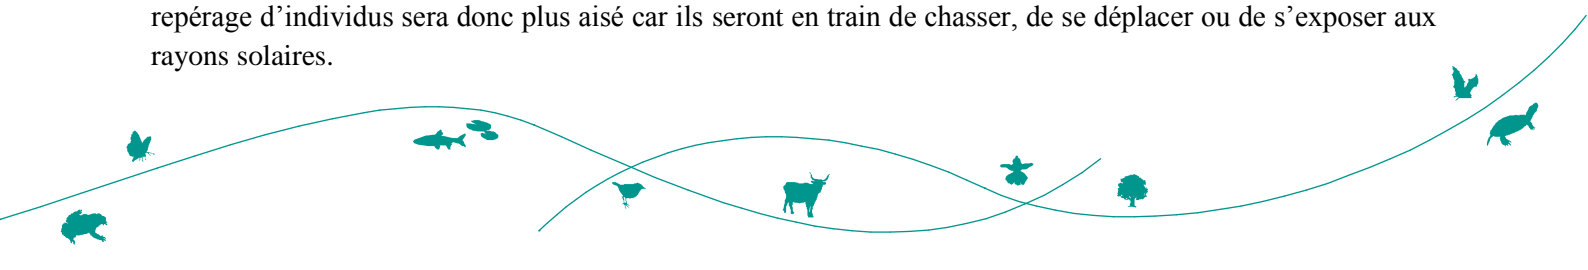 repérage d’individus sera donc plus aisé car ils seront en train de chasser, de se déplacer ou de s’exposer aux
rayons solaires.